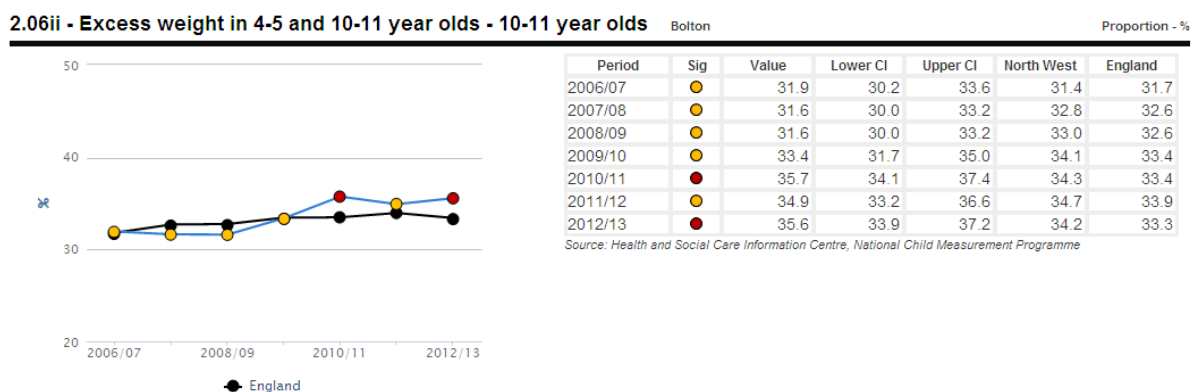 2.06ii - Excess weight in 4-5 and 10-11 year olds - 10-11 year olds Bolton Proportion - %
50
40
%
30
20
2006/07 2008/09 2010/11 2012/13
England
Period Sig Value Lower CI Upper CI North West England
2006/07 31.9 30.2 33.6 31.4 31.7
2007/08 31.6 30.0 33.2 32.8 32.6
2008/09 31.6 30.0 33.2 33.0 32.6
2009/10 33.4 31.7 35.0 34.1 33.4
2010/11 35.7 34.1 37.4 34.3 33.4
2011/12 34.9 33.2 36.6 34.7 33.9
2012/13 35.6 33.9 37.2 34.2 33.3
Source: Health and Social Care Information Centre, National Child Measurement Programme